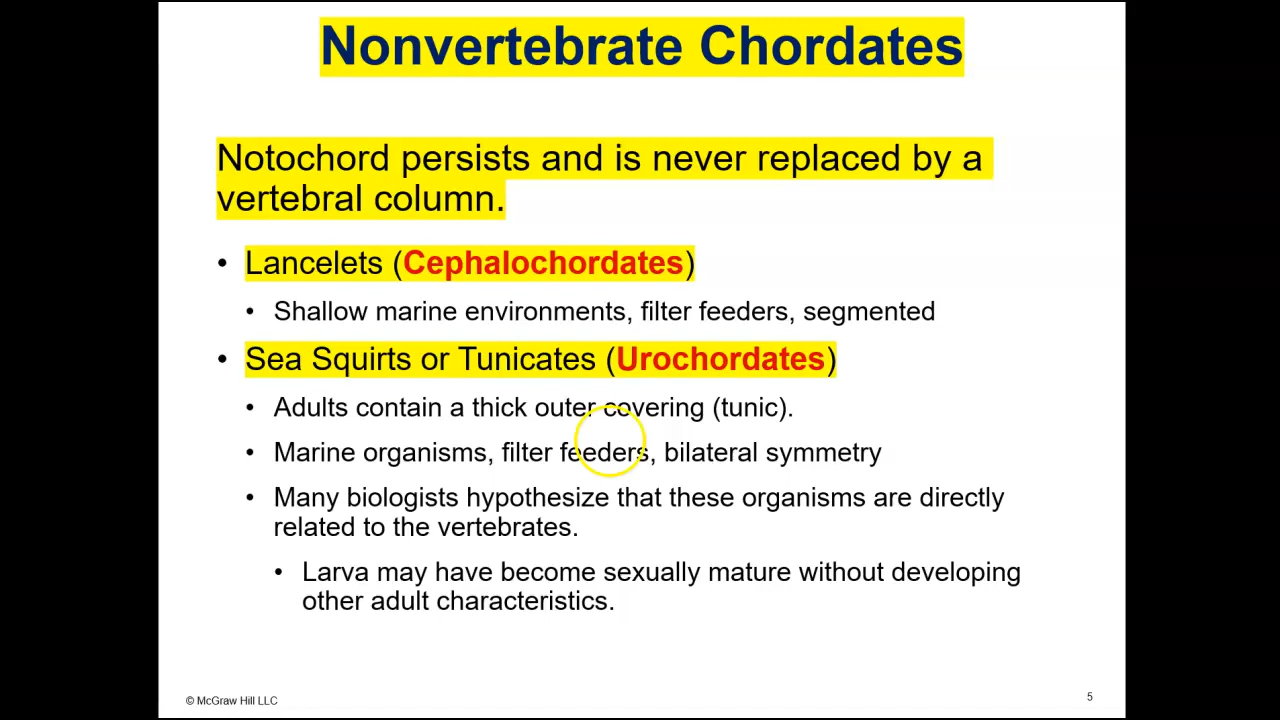 Nonvertebrate Chordates
Notochord persists and is never replaced by a
vertebral column.
• Lancelets (Cephalochordates)
• Shallow marine environments, filter feeders, segmented
• Sea Squirts or Tunicates (Urochordates)
• Adults contain a thick outer covering (tunic).
• Marine organisms, filter feeders, bilateral symmetry
• Many biologists hypothesize that these organisms are directly
related to the vertebrates.
• Larva may have become sexually mature without developing
other adult characteristics.
© McGraw Hill LLC
5